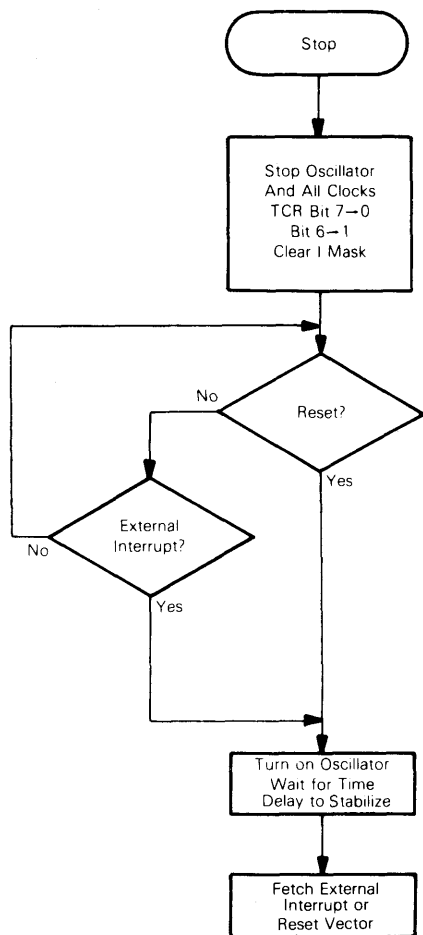 Stop
Stop Oscillator
And All Clocks
TCR Bit 7→0
Bit 6→1
Clear I Mask
No
Reset?
Yes
External
Interrupt?
No
Yes
Turn on Oscillator
Wait for Time
Delay to Stabilize
Fetch External
Interrupt or
Reset Vector